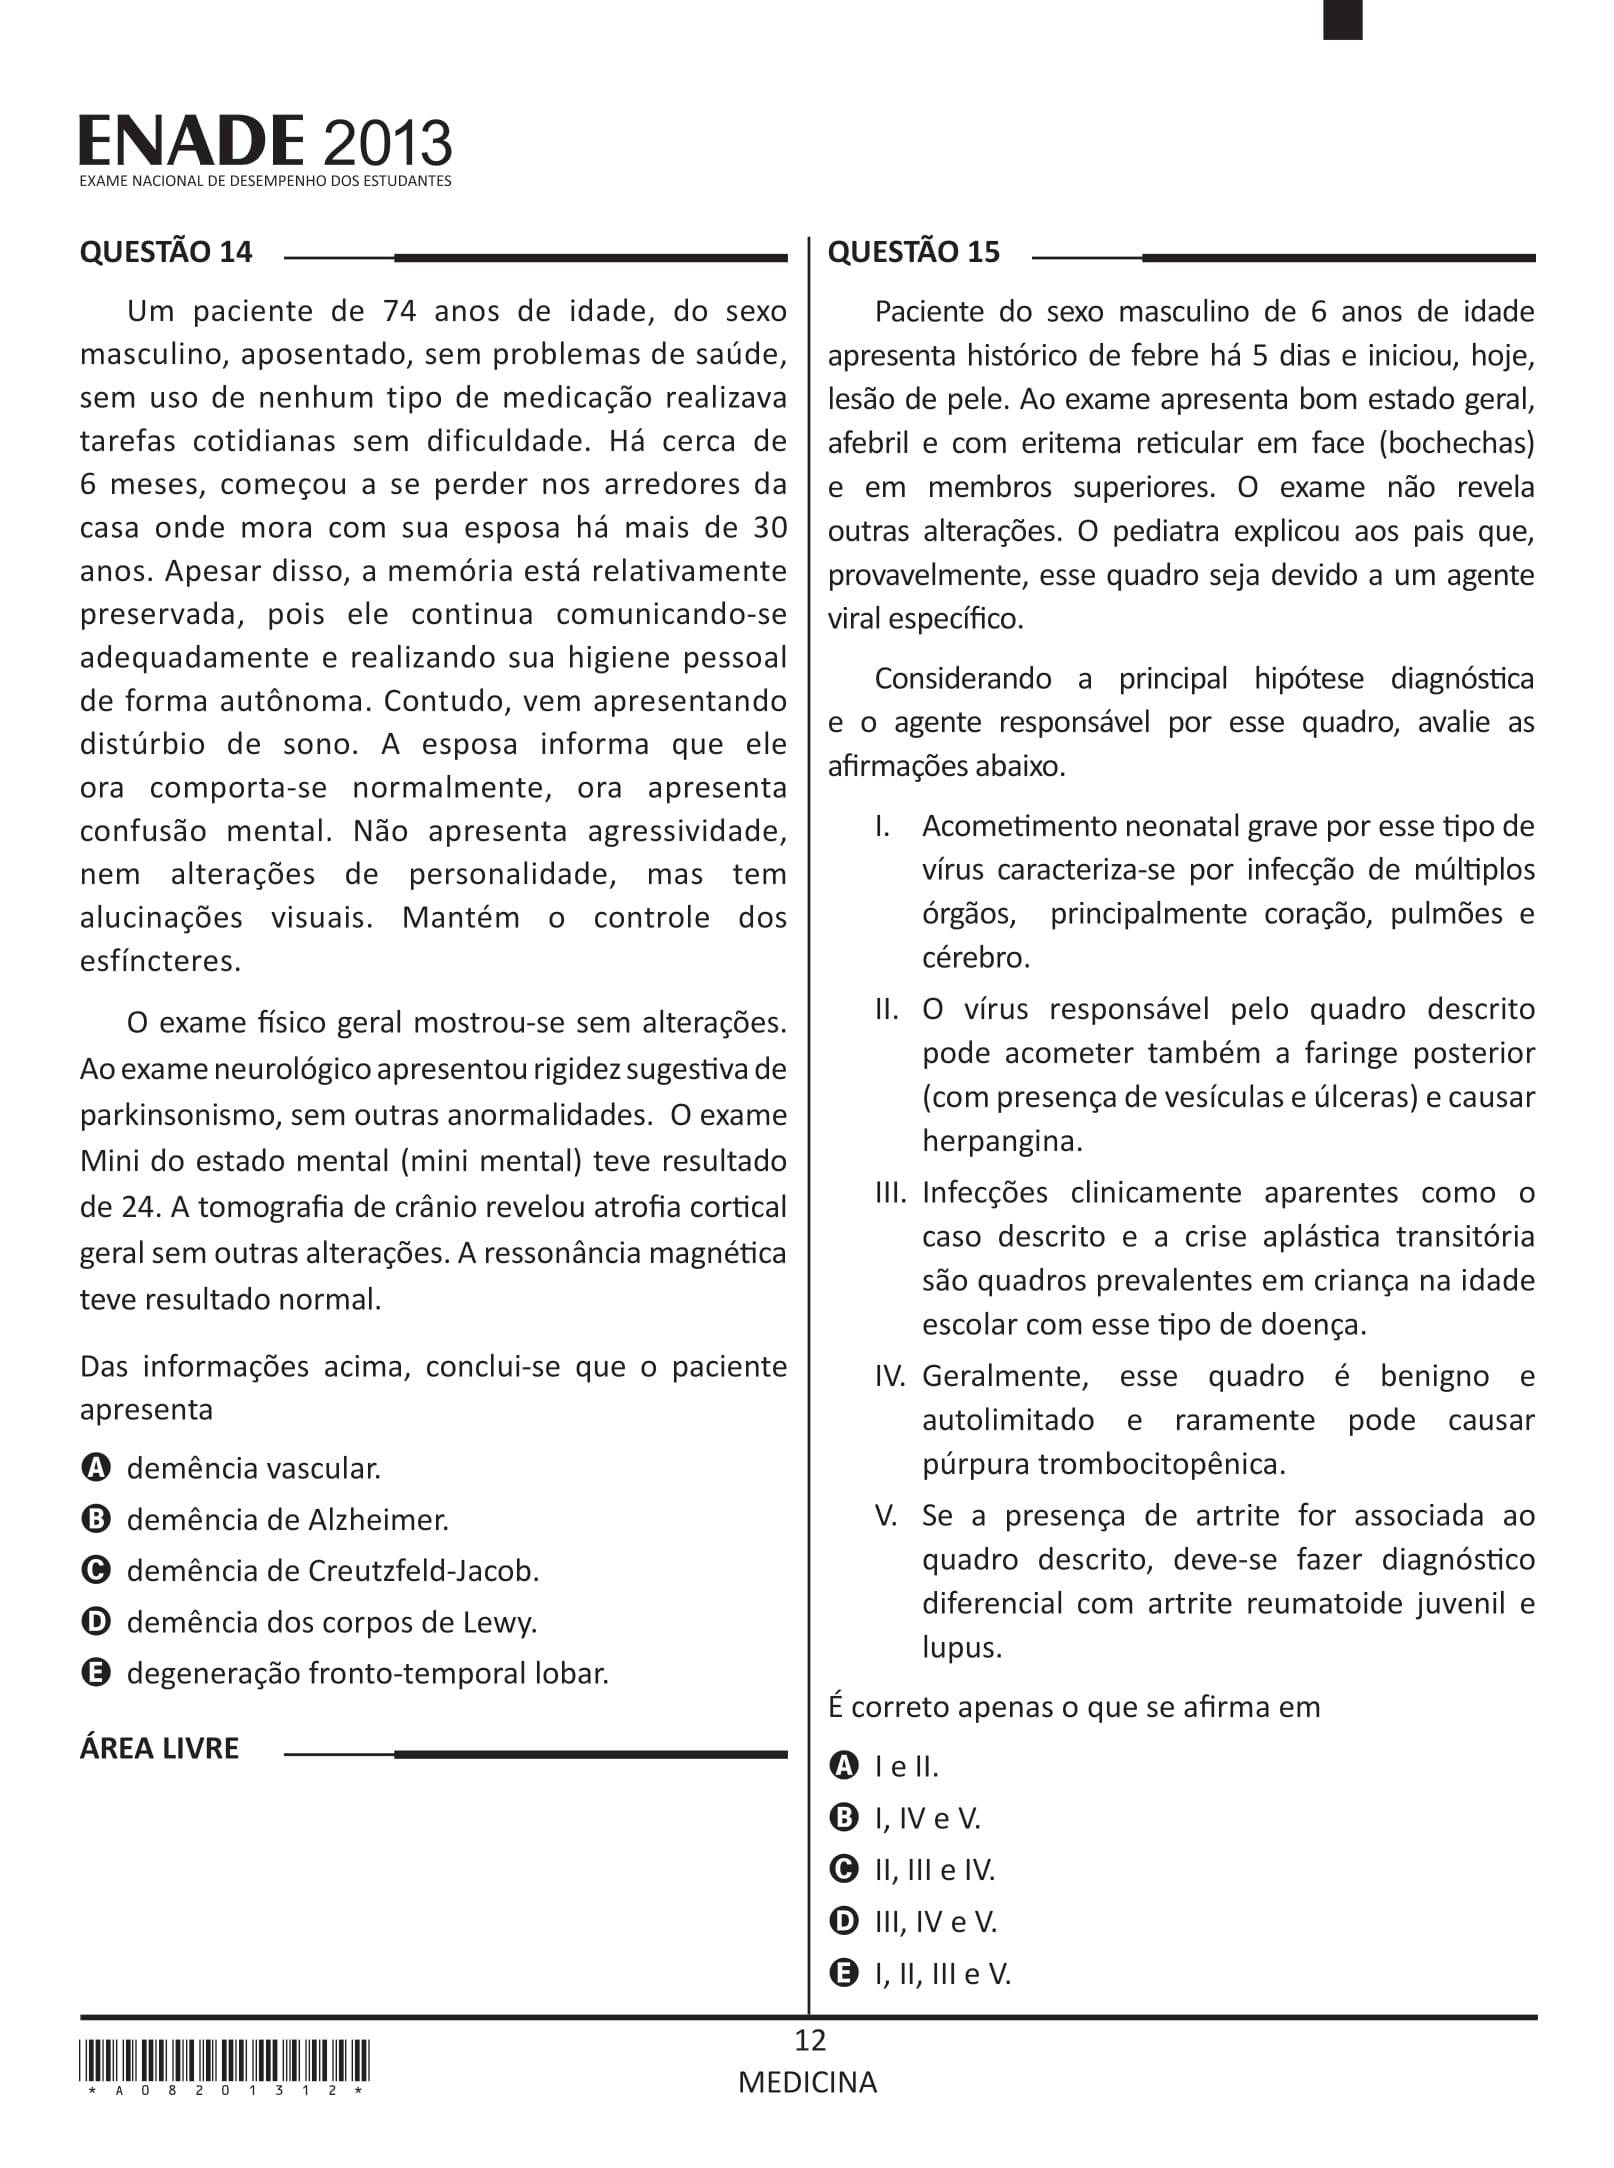 ENADE 2013
EXAME NACIONAL DE DESEMPENHO DOS ESTUDANTES
QUESTÃO 14
Um paciente de 74 anos de idade, do sexo
masculino, aposentado, sem problemas de saúde,
sem uso de nenhum tipo de medicação realizava
tarefas cotidianas sem dificuldade. Há cerca de
6 meses, começou a se perder nos arredores da
casa onde mora com sua esposa há mais de 30
anos. Apesar disso, a memória está relativamente
preservada, pois ele continua comunicando-se
adequadamente e realizando sua higiene pessoal
de forma autônoma. Contudo, vem apresentando
distúrbio de sono. A esposa informa que ele
ora comporta-se normalmente, ora apresenta
confusão mental. Não apresenta agressividade,
nem alterações de personalidade, mas tem
alucinações visuais. Mantém o controle dos
esfíncteres.
O exame físico geral mostrou-se sem alterações.
Ao exame neurológico apresentou rigidez sugestiva de
parkinsonismo, sem outras anormalidades. O exame
Mini do estado mental (mini mental) teve resultado
de 24. A tomografia de crânio revelou atrofia cortical
geral sem outras alterações. A ressonância magnética
teve resultado normal.
Das informações acima, conclui-se que o paciente
apresenta
A demência vascular.
B demência de Alzheimer.
C demência de Creutzfeld-Jacob.
D demência dos corpos de Lewy.
E degeneração fronto-temporal lobar.
ÁREA LIVRE
QUESTÃO 15
Paciente do sexo masculino de 6 anos de idade
apresenta histórico de febre há 5 dias e iniciou, hoje,
lesão de pele. Ao exame apresenta bom estado geral,
afebril e com eritema reticular em face (bochechas)
e em membros superiores. O exame não revela
outras alterações. O pediatra explicou aos pais que,
provavelmente, esse quadro seja devido a um agente
viral específico.
Considerando a principal hipótese diagnóstica
e o agente responsável por esse quadro, avalie as
afirmações abaixo.
I. Acometimento neonatal grave por esse tipo de
vírus caracteriza-se por infecção de múltiplos
órgãos, principalmente coração, pulmões e
cérebro.
II. O vírus responsável pelo quadro descrito
pode acometer também a faringe posterior
(com presença de vesículas e úlceras) e causar
herpangina.
III. Infecções clinicamente aparentes como o
caso descrito e a crise aplástica transitória
são quadros prevalentes em criança na idade
escolar com esse tipo de doença.
IV. Geralmente, esse quadro é benigno e
autolimitado e raramente pode causar
púrpura trombocitopênica.
V. Se a presença de artrite for associada ao
quadro descrito, deve-se fazer diagnóstico
diferencial com artrite reumatoide juvenil e
lupus.
É correto apenas o que se afirma em
A I e II.
B I, IV e V.
C II, III e IV.
D III, IV e V.
E I, II, III e V.
12
MEDICINA
* A 0 8 2 0 1 3 1 2 *